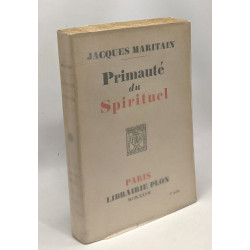 JACQUES MARITAIN
Primauté
du
Spirituel
PARIS
LIBRAIRIE PLON